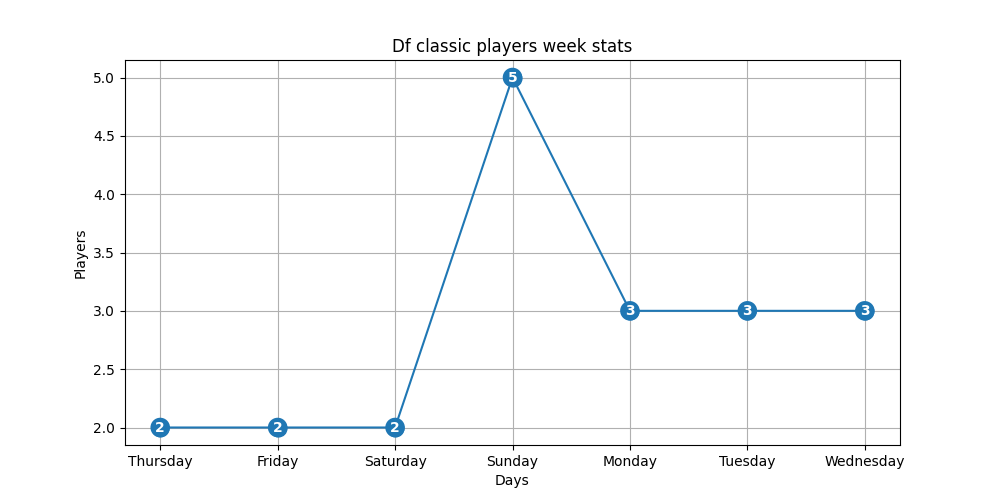 Df classic players week stats
5.0
4.5
4.0
3.5
3.0
2.5
2.0
Players
2
2
2
5
3
3
3
Thursday
Friday
Saturday
Sunday
Monday
Tuesday
Wednesday
Days